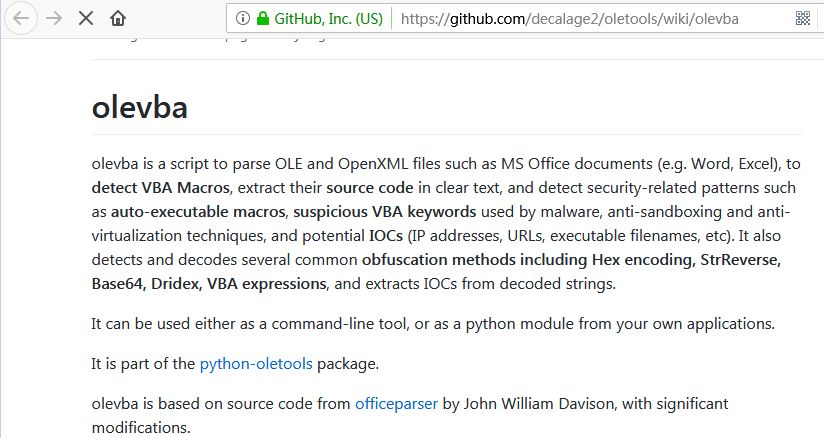 GitHub, Inc. (US) https://github.com/decalage2/oletools/wiki/olevba
olevba
olevba is a script to parse OLE and OpenXML files such as MS Office documents (e.g. Word, Excel), to
detect VBA Macros, extract their source code in clear text, and detect security-related patterns such
as auto-executable macros, suspicious VBA keywords used by malware, anti-sandboxing and anti-
virtualization techniques, and potential IOCs (IP addresses, URLs, executable filenames, etc). It also
detects and decodes several common obfuscation methods including Hex encoding, StrReverse,
Base64, Dridex, VBA expressions, and extracts IOCs from decoded strings.
It can be used either as a command-line tool, or as a python module from your own applications.
It is part of the python-oletools package.
olevba is based on source code from officeparser by John William Davison, with significant
modifications.